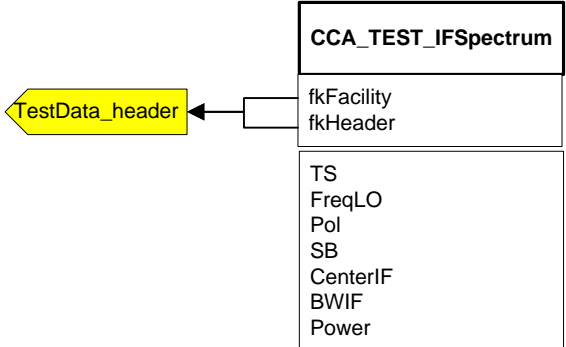 CCA_TEST_IFSpectrum
TestData_header
fkFacility
fkHeader
TS
FreqLO
Pol
SB
CenterIF
BWIF
Power